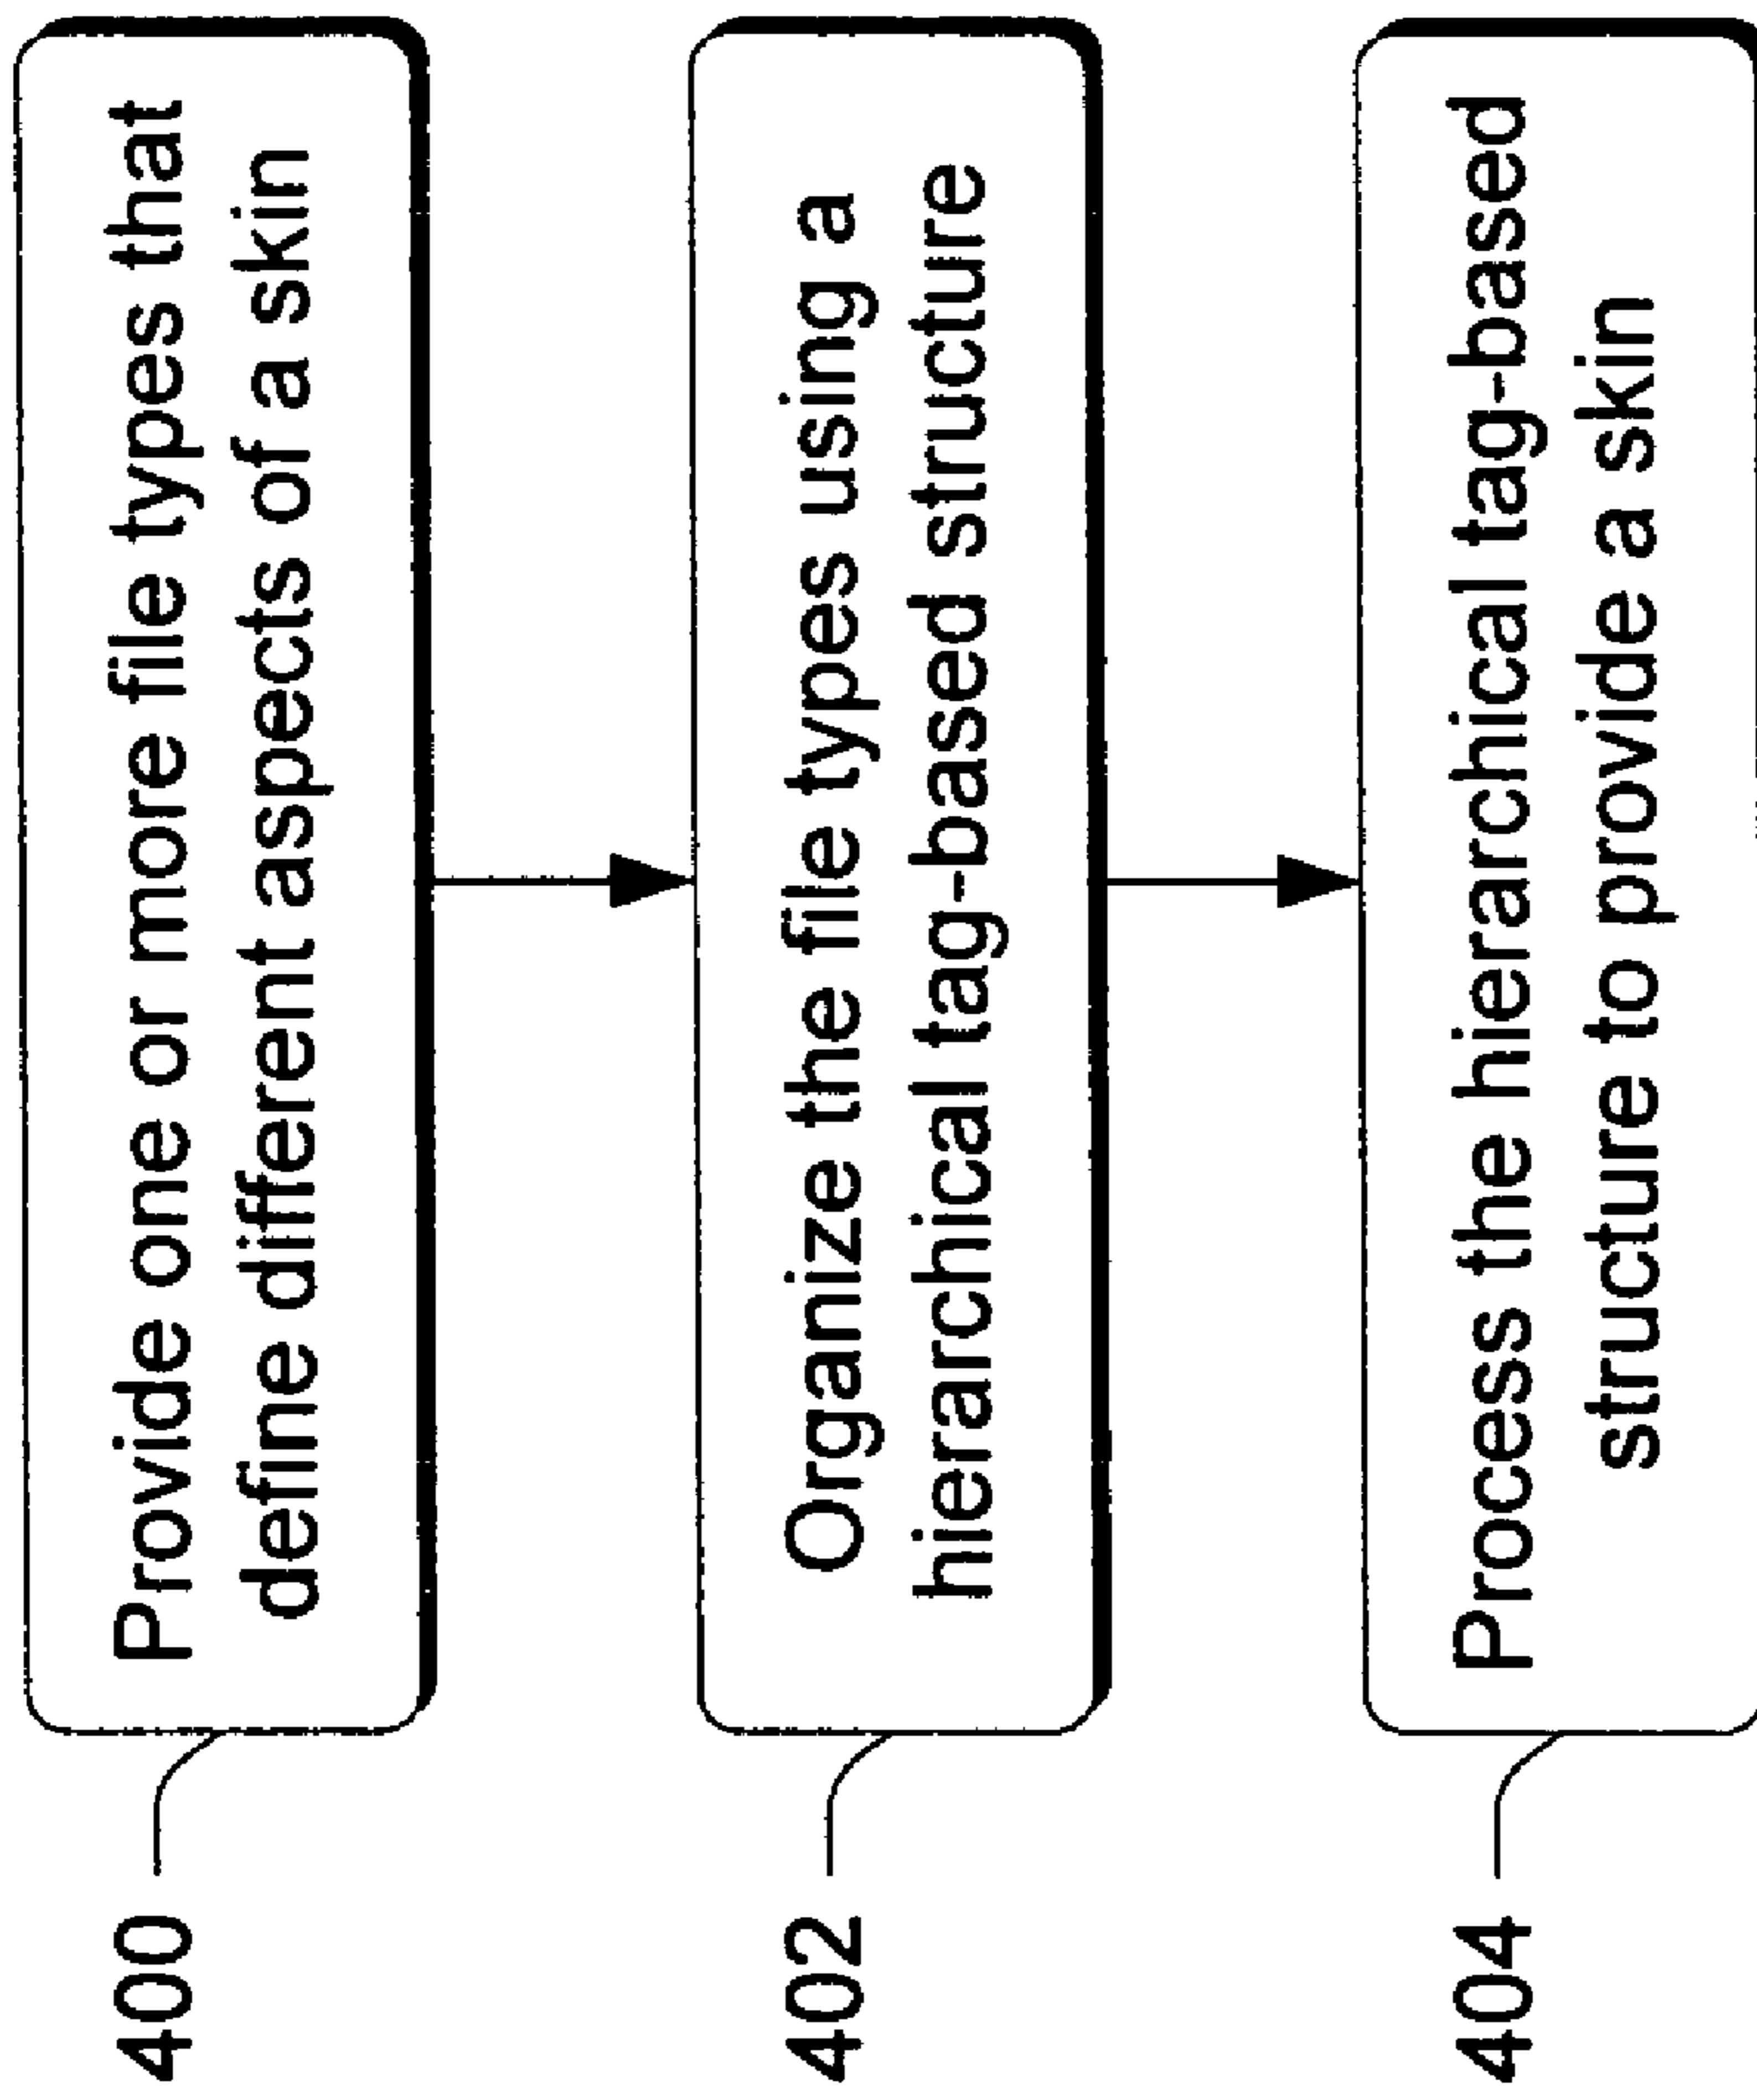 400
Provide one or more file types that
define different aspects of a skin
402
Organize the file types using a
hierarchical tag-based structure
404
Process the hierarchical tag-based
structure to provide a skin